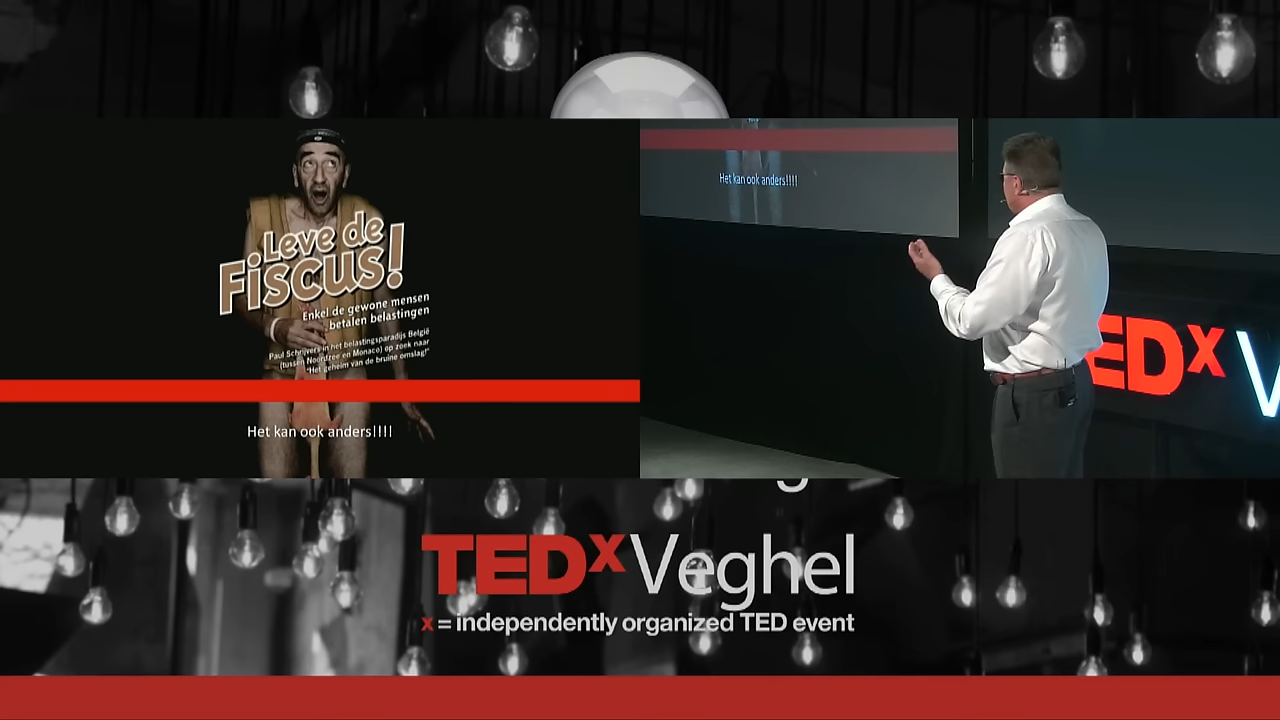 Leve de
Fiscus!
Enkel de gewone mensen
betalen belastingen
Paul Schrijvers in het belastingsparadijs België
(tussen Noordzee en Monaco) op zoek naar
"Het geheim van de bruine omslag!"
Het kan ook anders!!!!
Het kan ook anders!!!!
TEDx V
TEDxVeghel
x = independently organized TED event